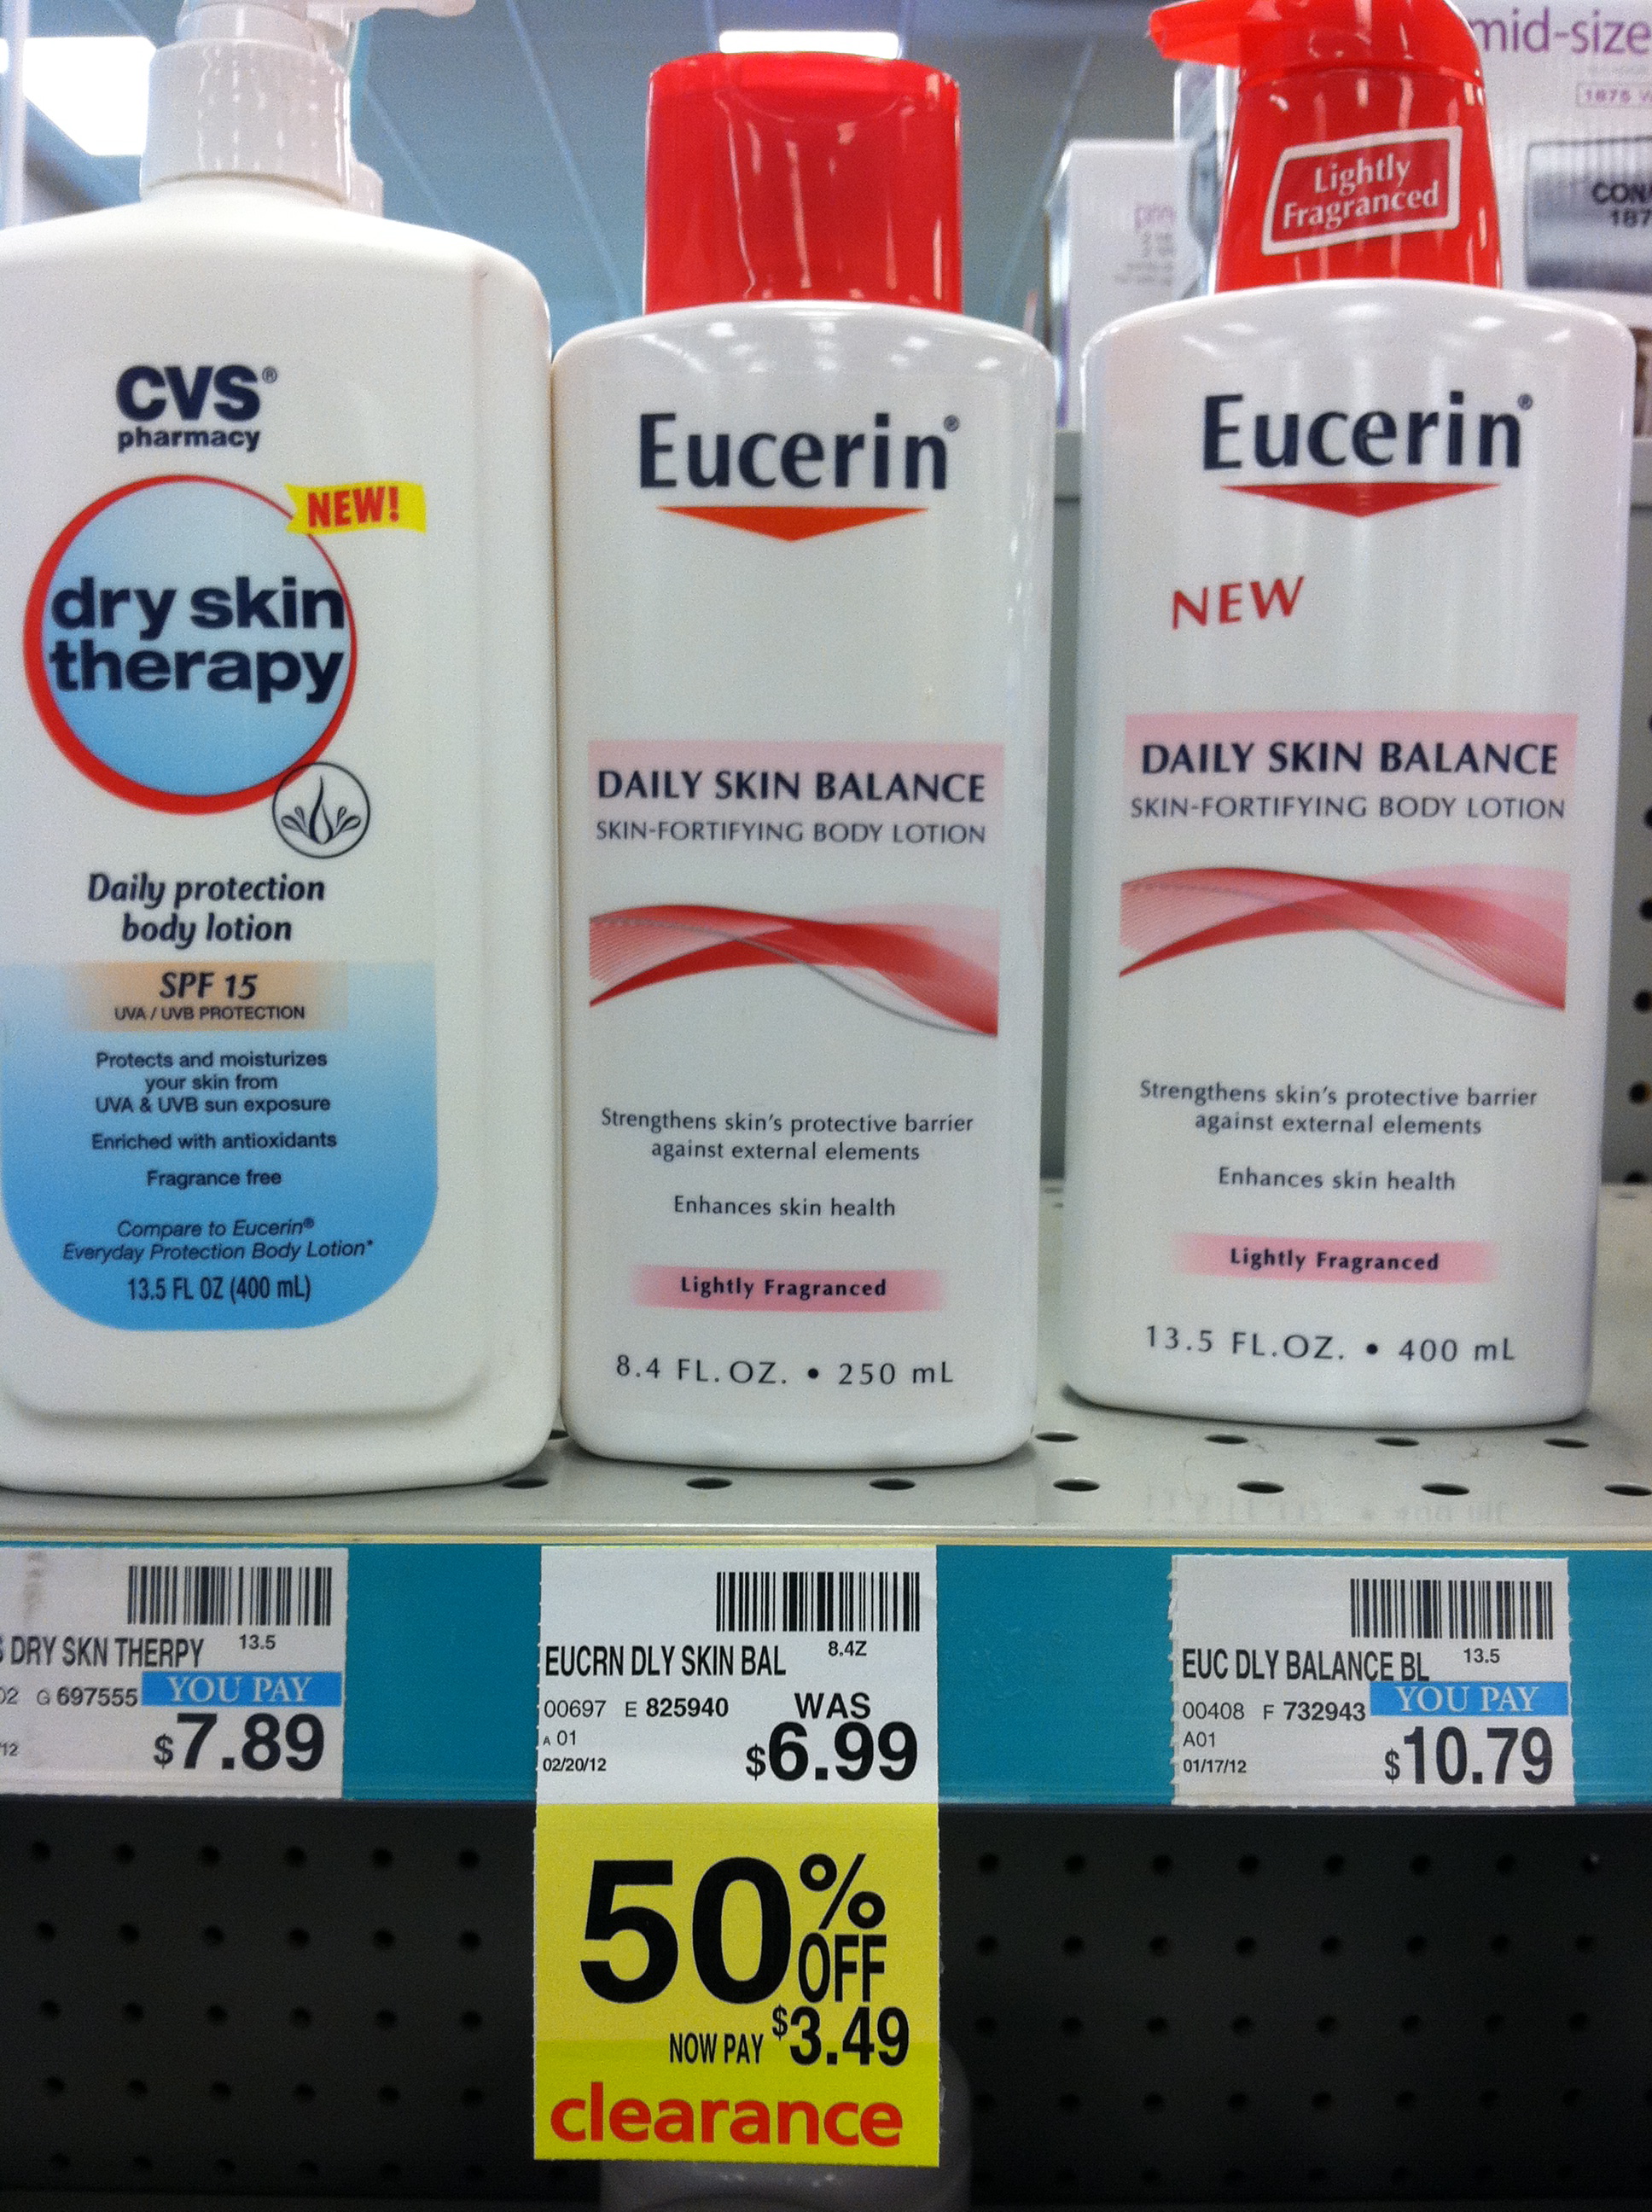 CVS®
pharmacy
NEW!
dry skin
therapy
Daily protection
body lotion
SPF 15
UVA / UVB PROTECTION
Protects and moisturizes
your skin from
UVA & UVB sun exposure
Enriched with antioxidants
Fragrance free
Compare to Eucerin®
Everyday Protection Body Lotion*
13.5 FL OZ (400 mL)
Eucerin®
DAILY SKIN BALANCE
SKIN-FORTIFYING BODY LOTION
Strengthens skin's protective barrier
against external elements
Enhances skin health
Lightly Fragranced
8.4 FL.OZ. • 250 mL
Lightly
Fragranced
Eucerin®
NEW
DAILY SKIN BALANCE
SKIN-FORTIFYING BODY LOTION
Strengthens skin's protective barrier
against external elements
Enhances skin health
Lightly Fragranced
13.5 FL.OZ. • 400 mL
mid-size
1875
CON
187
DRY SKN THERPY 13.5
02 G 697555 YOU PAY
/12 $7.89
EUCRN DLY SKIN BAL 8.4Z
00697 E 825940 WAS
A 01 $6.99
02/20/12
50% OFF
NOW PAY $3.49
clearance
EUC DLY BALANCE BL 13.5
00408 F 732943 YOU PAY
A01 $10.79
01/17/12